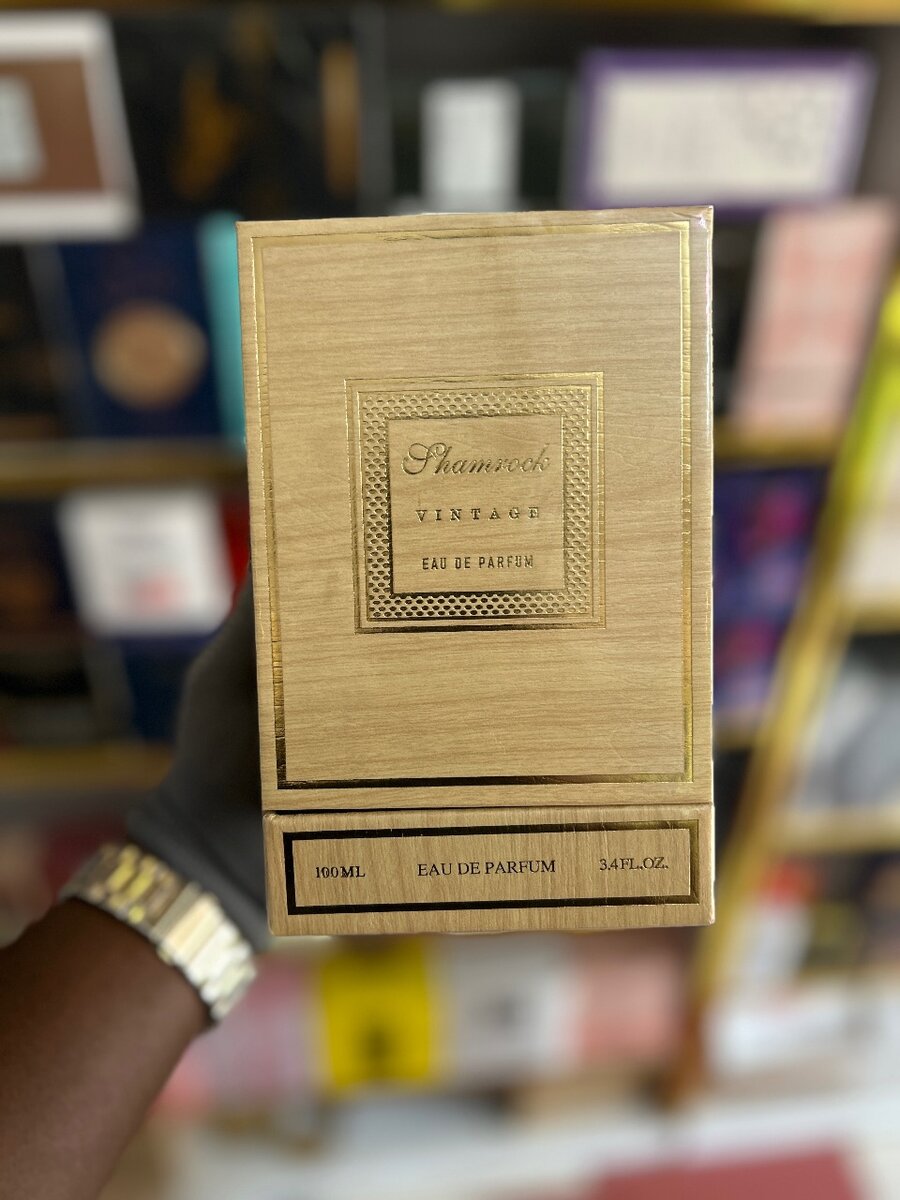 Shamrock
VINTAGE
EAU DE PARFUM
100ML EAU DE PARFUM 3.4FL.OZ.